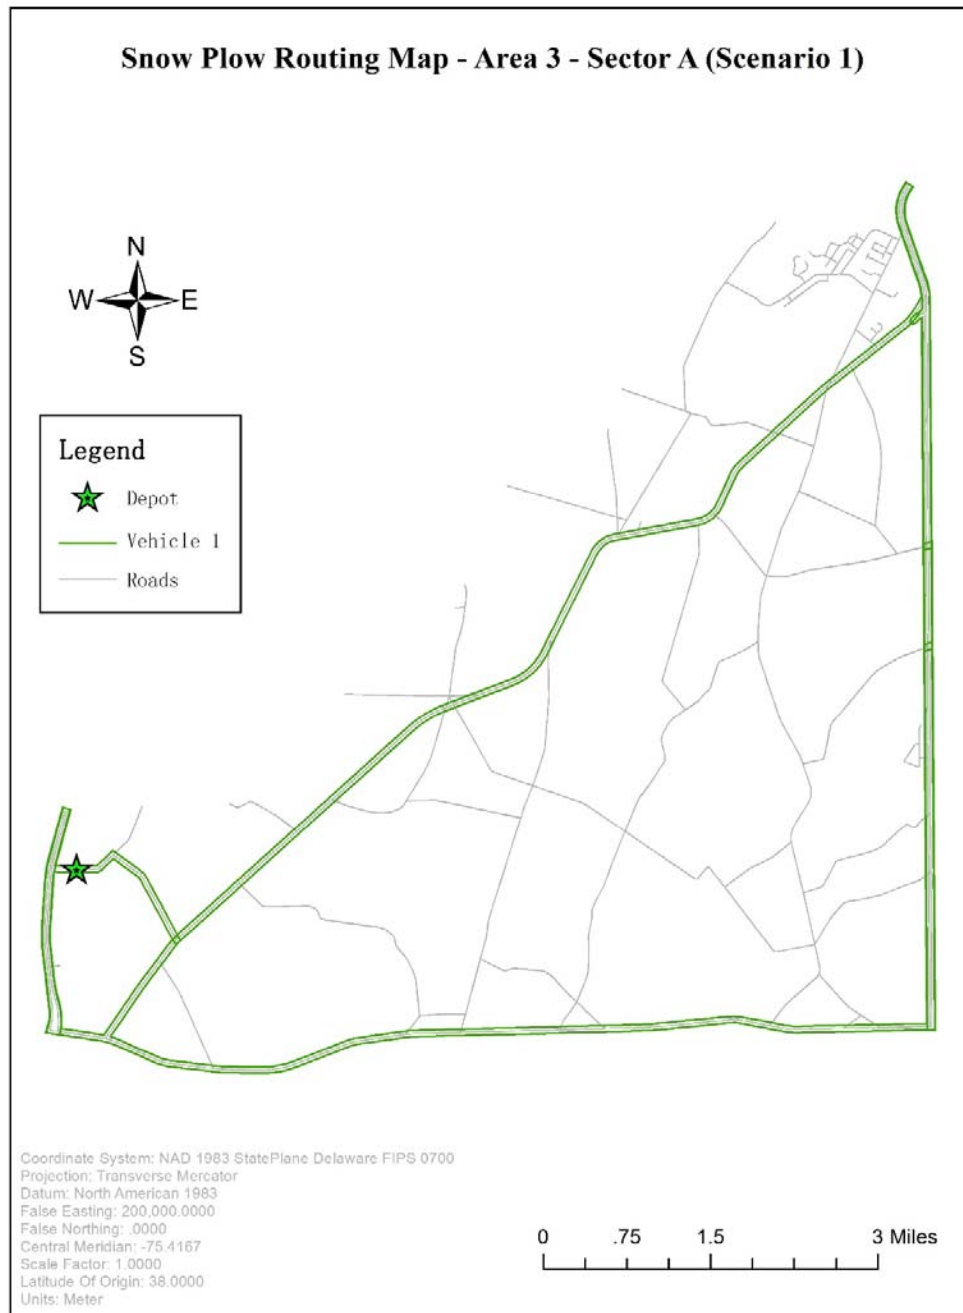 Snow Plow Routing Map - Area 3 - Sector A (Scenario 1)
N
W E
S
Legend
Depot
Vehicle 1
Roads
Coordinate System: NAD 1983 StatePlane Delaware FIPS 0700
Projection: Transverse Mercator
Datum: North American 1983
False Easting: 200,000.0000
False Northing: .0000
Central Meridian: -75.4167
Scale Factor: 1.0000
Latitude Of Origin: 38.0000
Units: Meter
0 .75 1.5 3 Miles